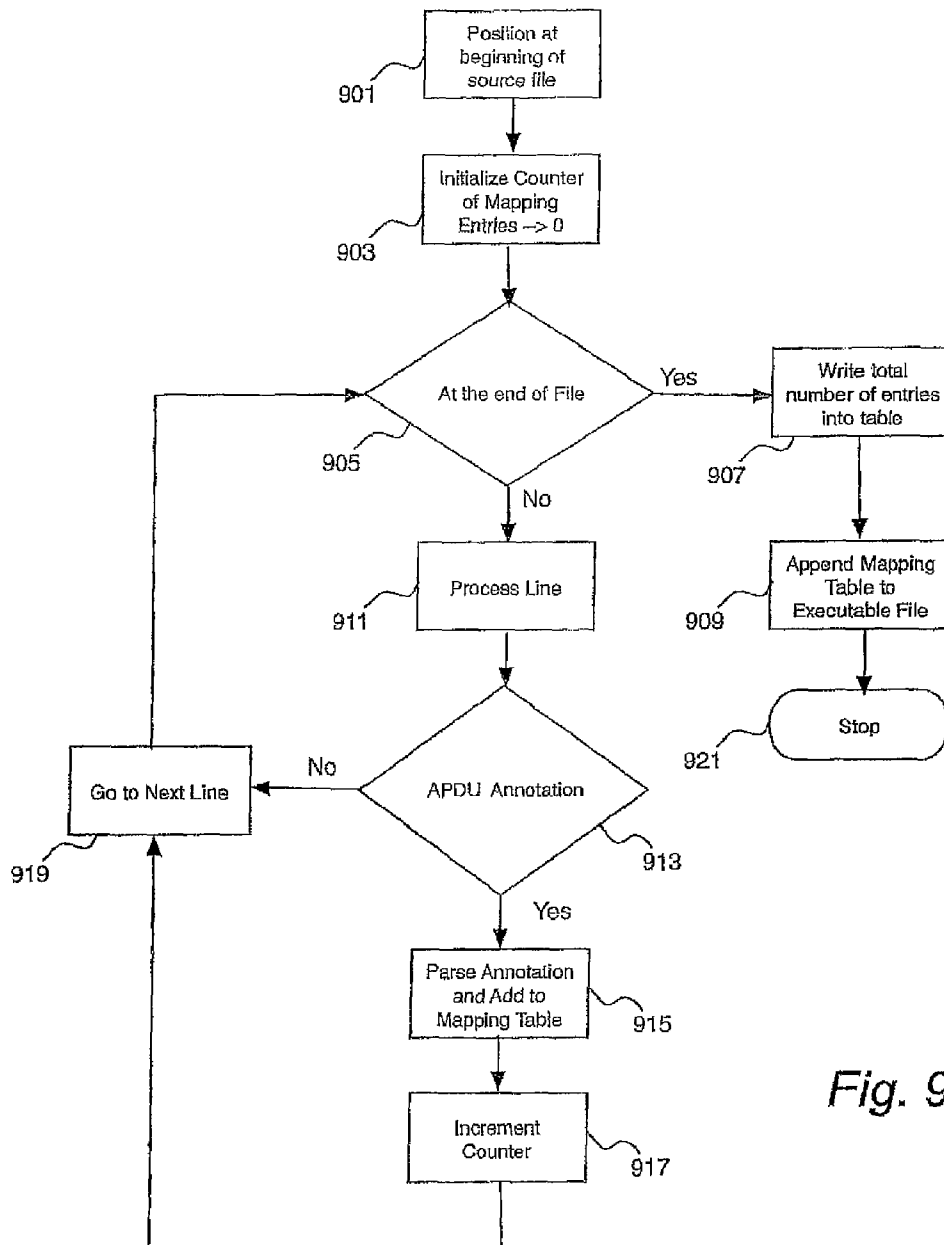 Position at
beginning of
source file
901
Initialize Counter
of Mapping
Entries --> 0
903
At the end of File
905
Yes
Write total
number of entries
into table
907
No
Process Line
911
Append Mapping
Table to
Executable File
909
Stop
921
APDU Annotation
913
No
Go to Next Line
919
Yes
Parse Annotation
and Add to
Mapping Table
915
Increment
Counter
917
Fig. 9